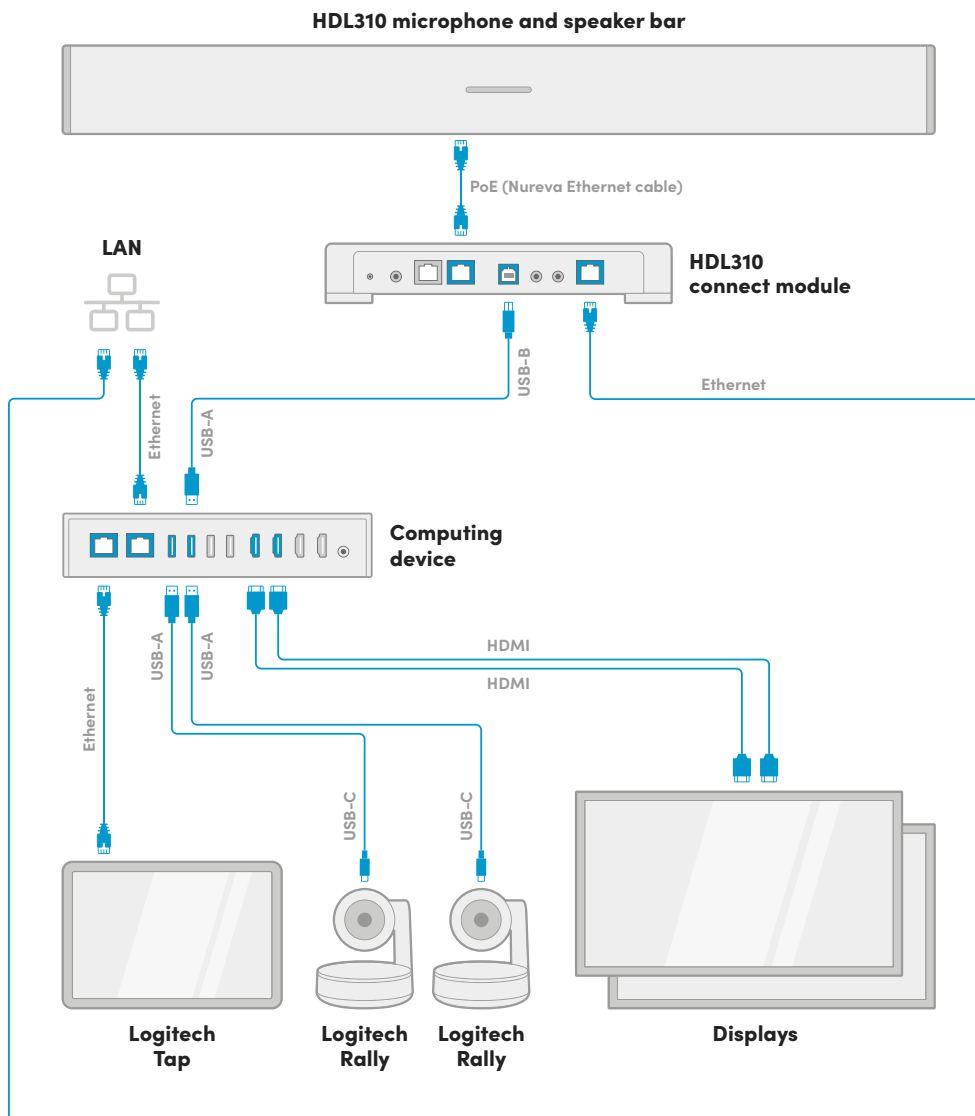 HDL310 microphone and speaker bar
PoE (Nureva Ethernet cable)
LAN
HDL310
connect module
USB-B
Ethernet
Ethernet
USB-A
Computing
device
USB-A
USB-A
HDMI
HDMI
Ethernet
USB-C
USB-C
Logitech
Tap
Logitech
Rally
Logitech
Rally
Displays